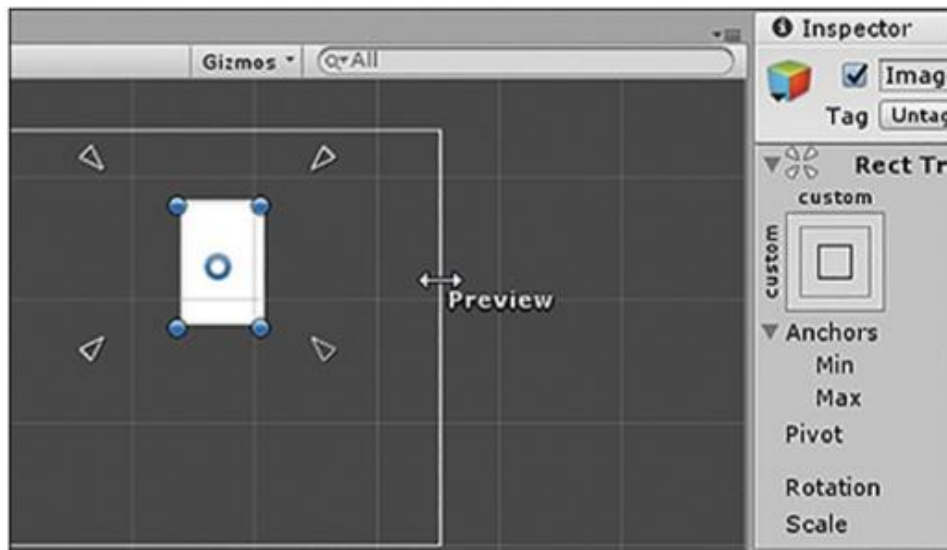 Inspector
Gizmos
All
Imag
Tag Untag
Rect Tr
custom
custom
Preview
Anchors
Min
Max
Pivot
Rotation
Scale